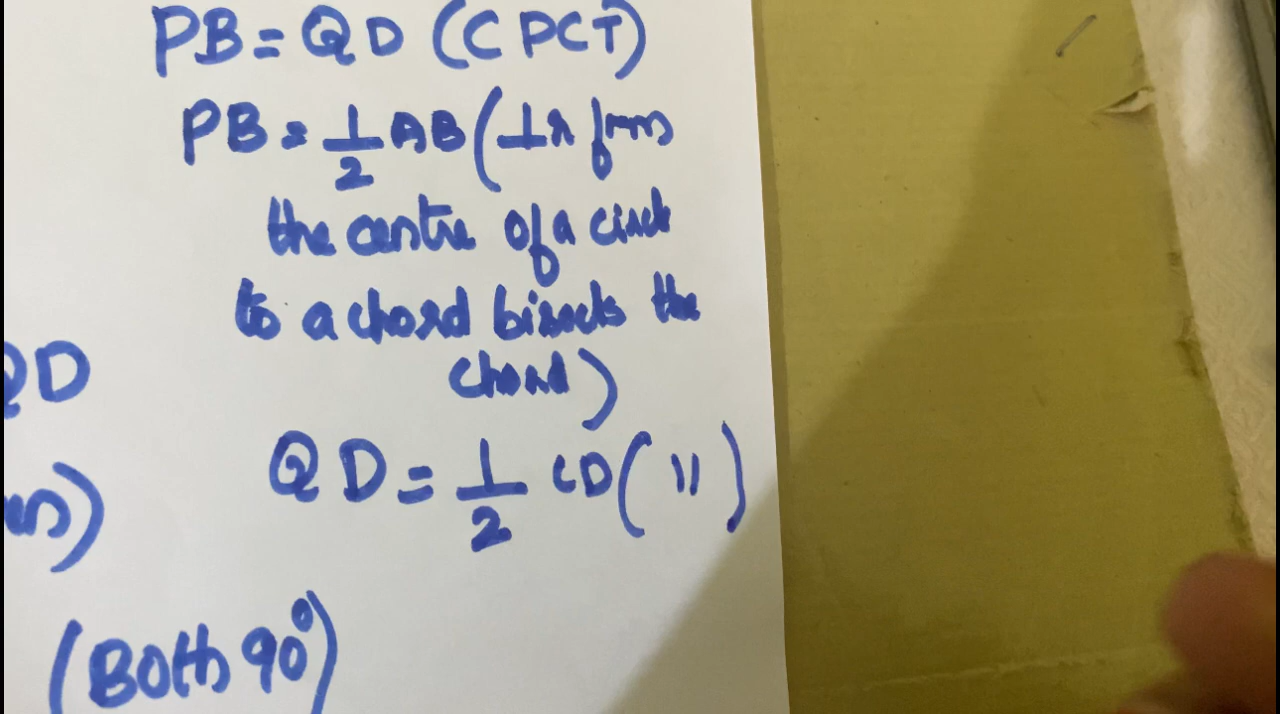 PB = QD (CPCT)
PB = 1/2 AB (⊥r from
the centre of a circle
to a chord bisects the
chord)
QD
QD = 1/2 CD ( " )
(Both 90°)